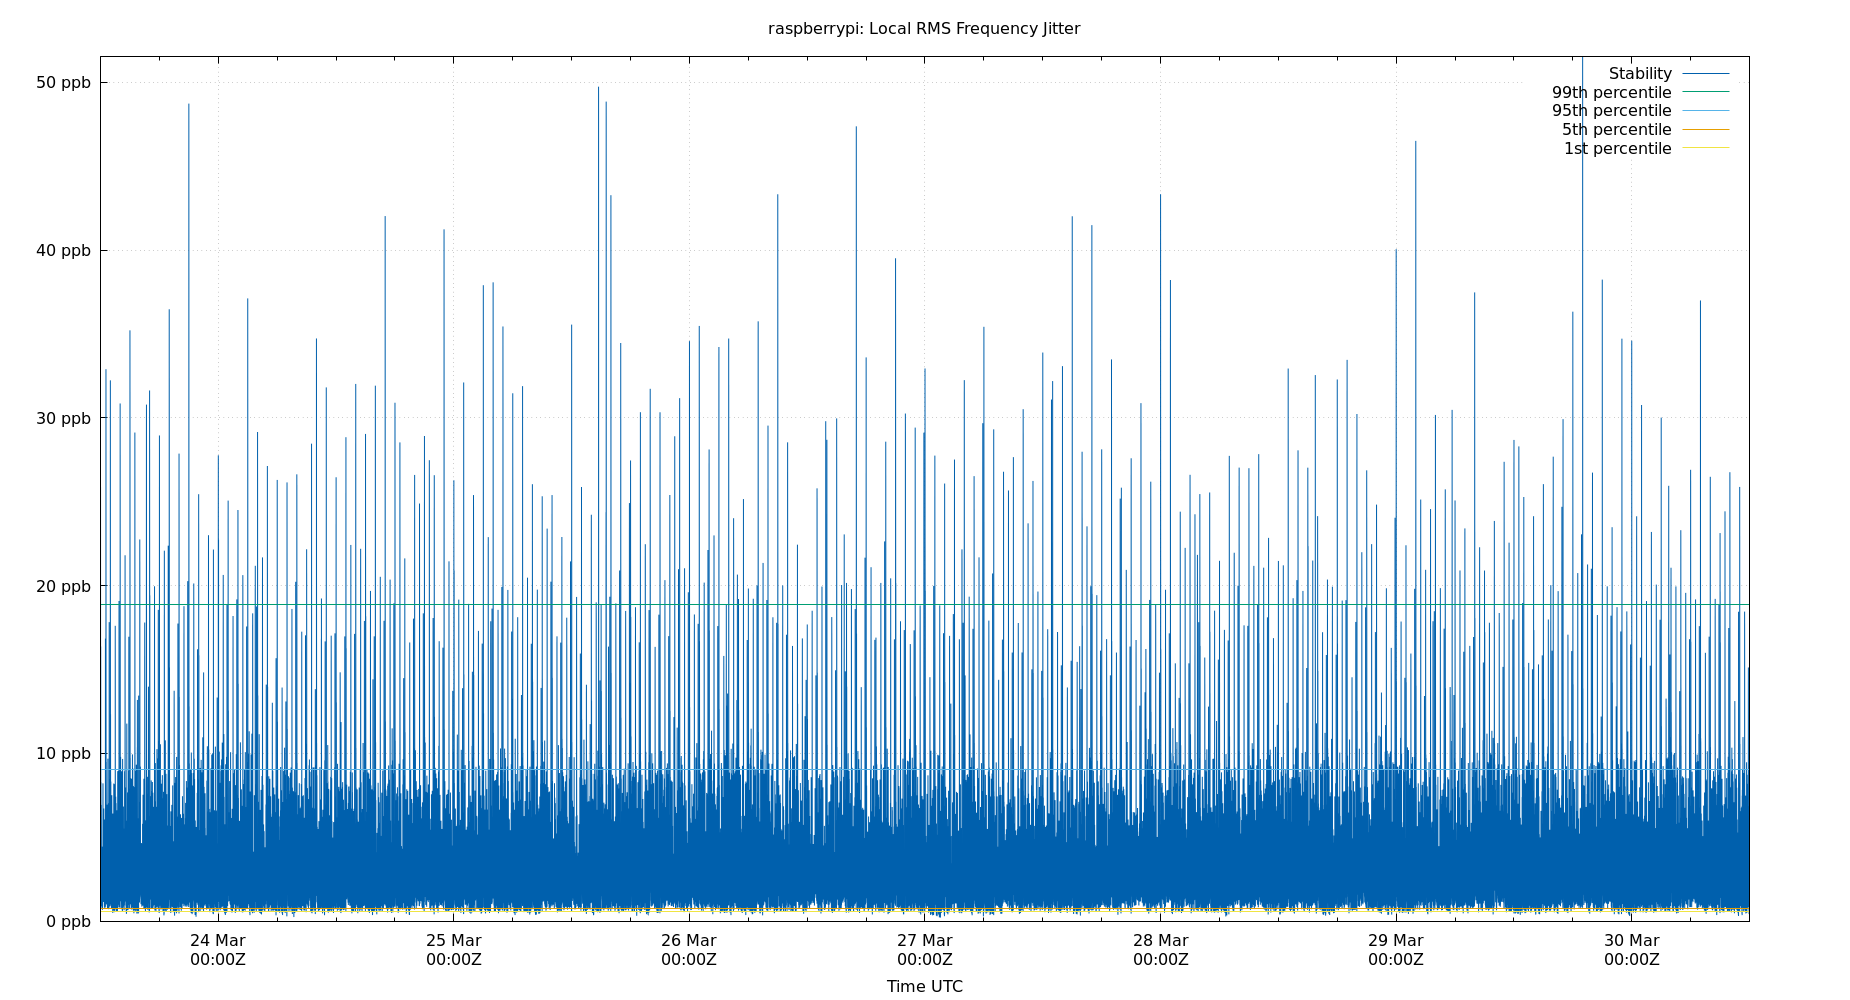 raspberrypi: Local RMS Frequency Jitter
Stability
99th percentile
95th percentile
5th percentile
1st percentile
50 ppb
40 ppb
30 ppb
20 ppb
10 ppb
0 ppb
24 Mar 25 Mar 26 Mar 27 Mar 28 Mar 29 Mar 30 Mar
00:00Z 00:00Z 00:00Z 00:00Z 00:00Z 00:00Z 00:00Z
Time UTC